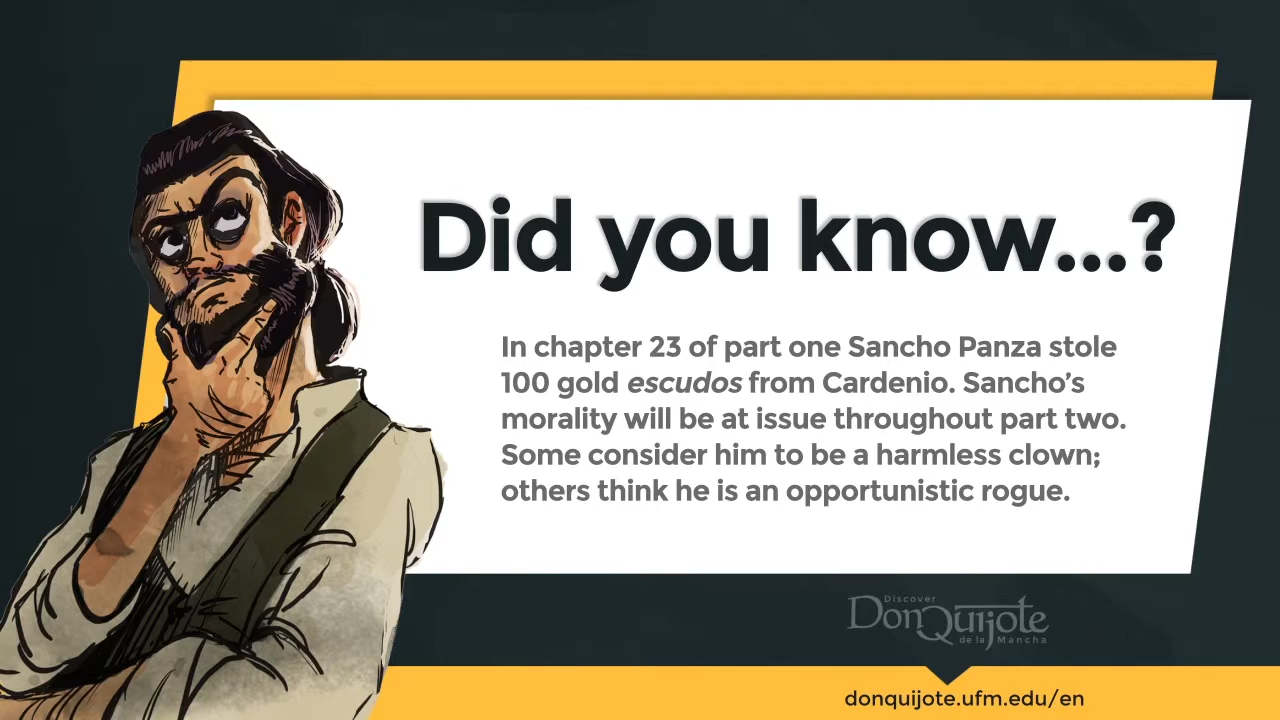 Did you know...?
In chapter 23 of part one Sancho Panza stole
100 gold escudos from Cardenio. Sancho’s
morality will be at issue throughout part two.
Some consider him to be a harmless clown;
others think he is an opportunistic rogue.
Discover
Don Quijote
de la Mancha
donquijote.ufm.edu/en